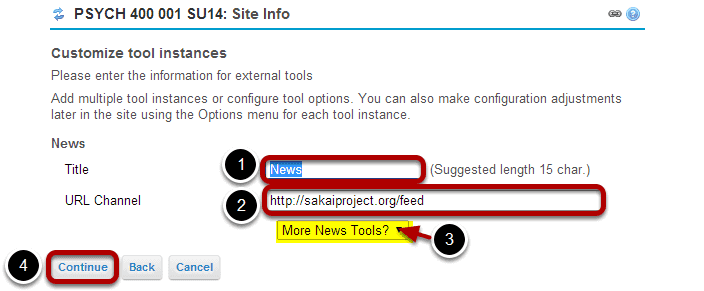 PSYCH 400 001 SU14: Site Info
?
Customize tool instances
Please enter the information for external tools
Add multiple tool instances or configure tool options. You can also make configuration adjustments
later in the site using the Options menu for each tool instance.
News
Title 1 News (Suggested length 15 char.)
URL Channel 2 http://sakaiproject.org/feed
More News Tools? 3
4 Continue Back Cancel